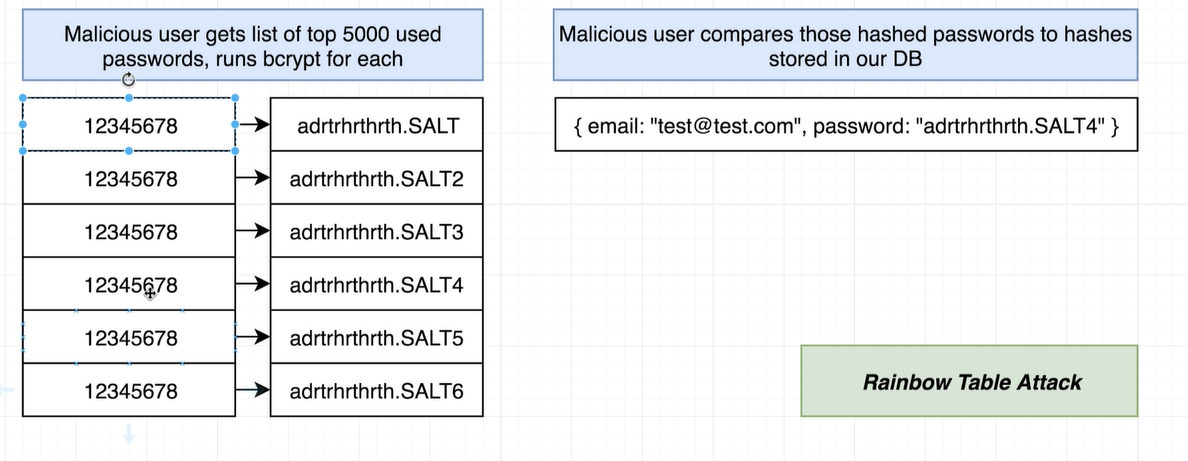 Malicious user gets list of top 5000 used
passwords, runs bcrypt for each
Malicious user compares those hashed passwords to hashes
stored in our DB
12345678
adrtrhrthrth.SALT
{ email: "test@test.com", password: "adrtrhrthrth.SALT4" }
12345678
adrtrhrthrth.SALT2
12345678
adrtrhrthrth.SALT3
12345678
adrtrhrthrth.SALT4
12345678
adrtrhrthrth.SALT5
12345678
adrtrhrthrth.SALT6
Rainbow Table Attack